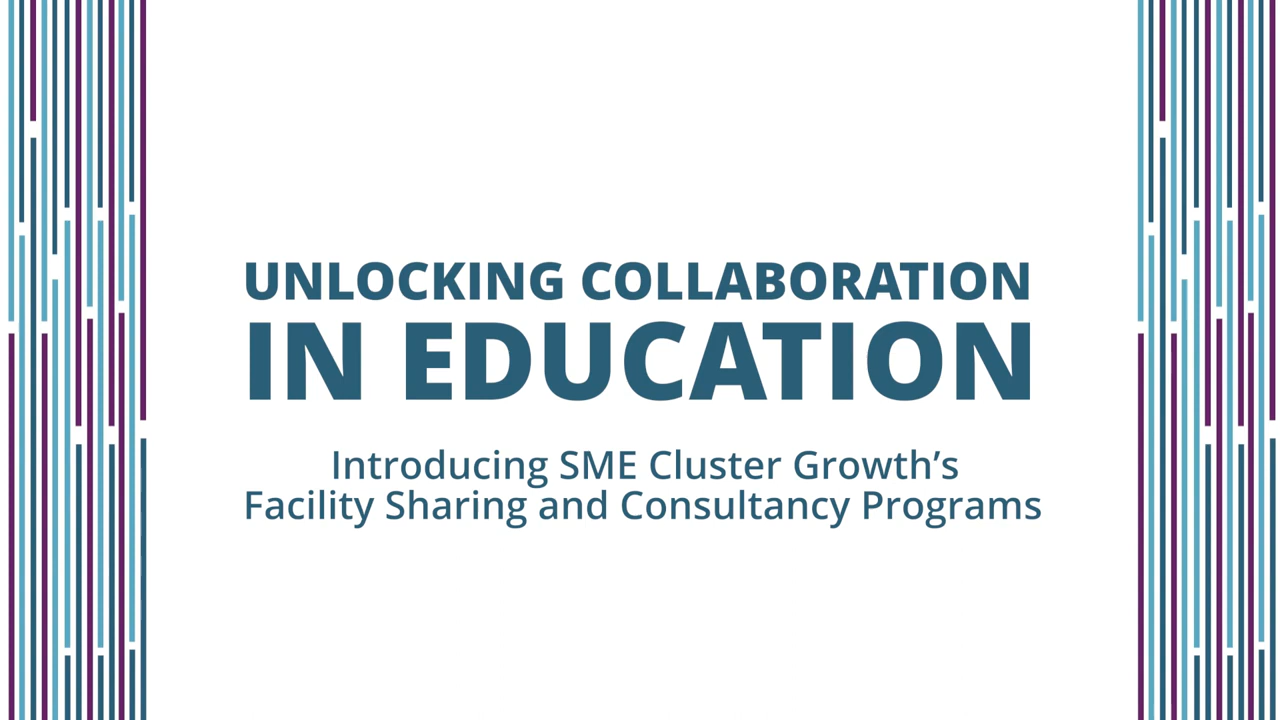 UNLOCKING COLLABORATION
IN EDUCATION
Introducing SME Cluster Growth’s
Facility Sharing and Consultancy Programs